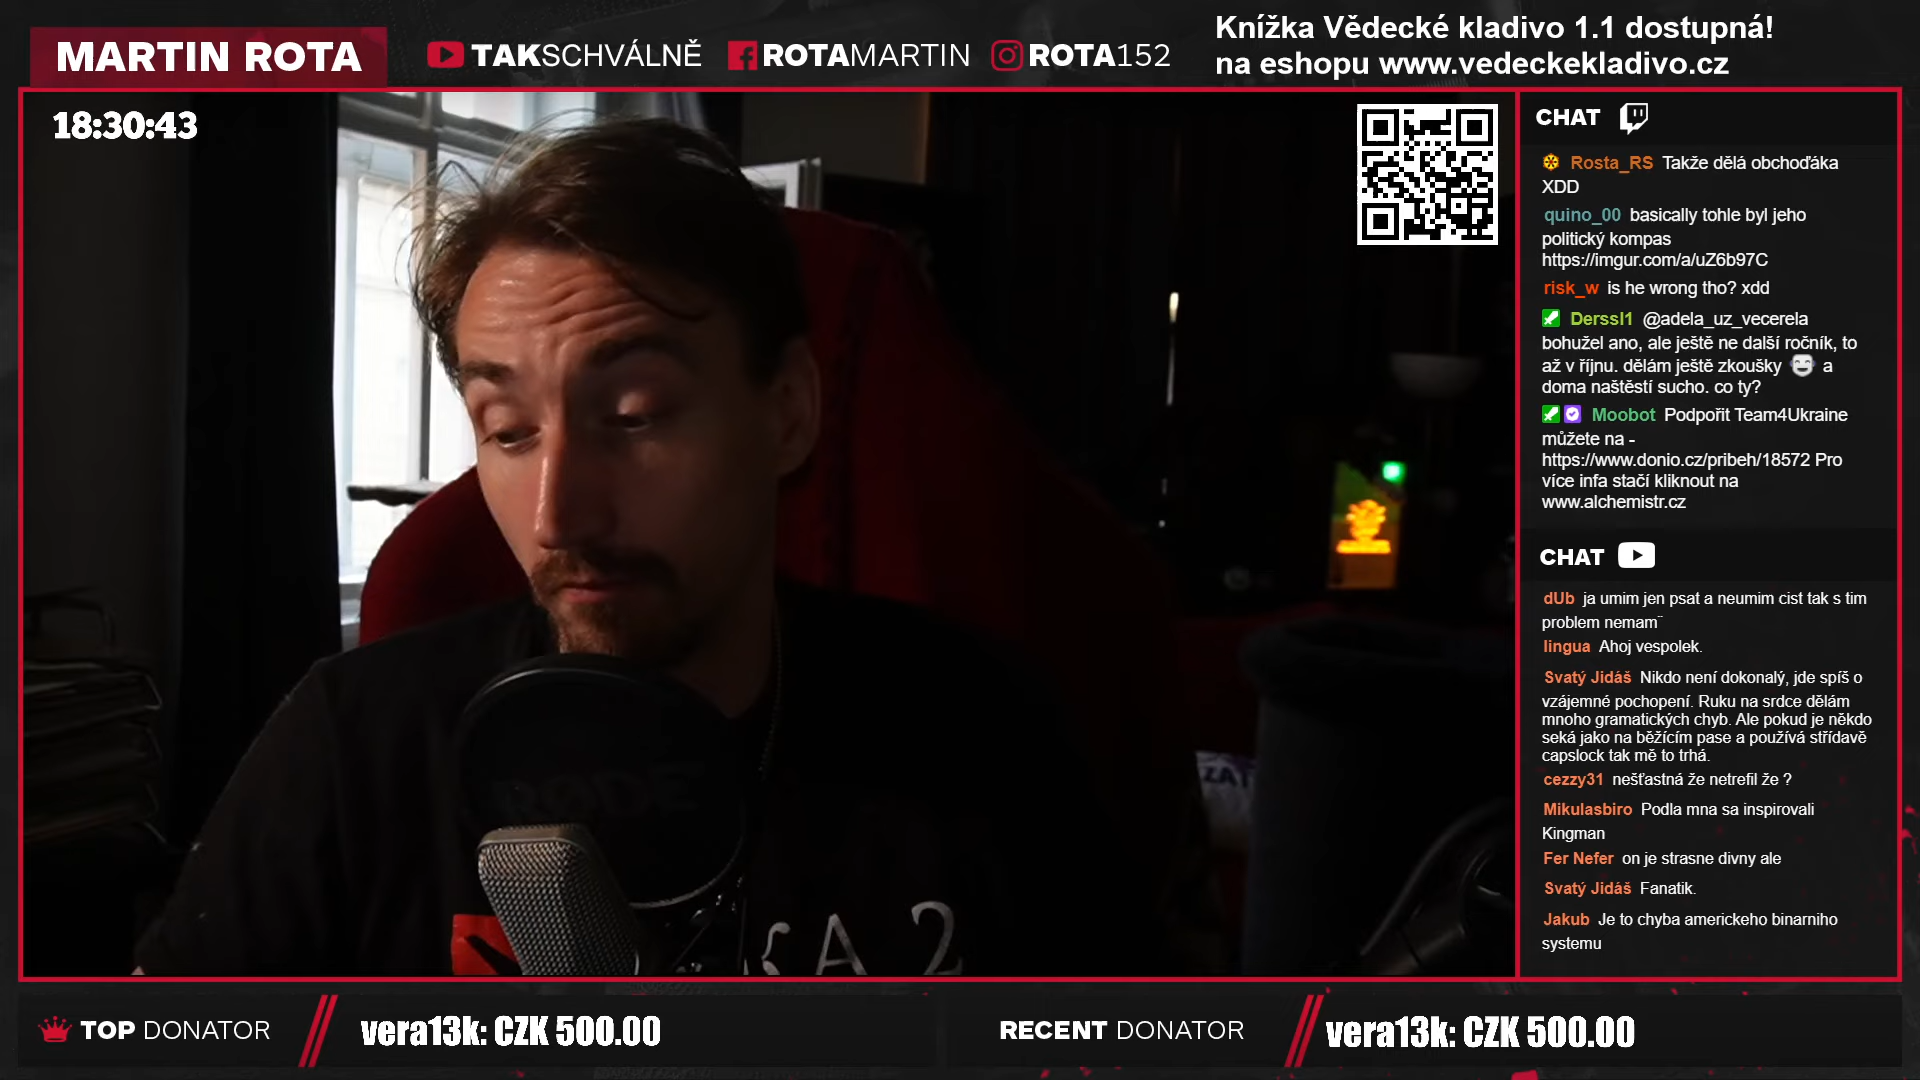 MARTIN ROTA
TAKSCHVÁLNĚ
ROTAMARTIN
ROTA152
Knížka Vědecké kladivo 1.1 dostupná!
na eshopu www.vedeckekladivo.cz
18:30:43
CHAT
Rosta_RS Takže dělá obchoďáka
XDD
quino_00 basically tohle byl jeho
politický kompas
https://imgur.com/a/uZ6b97C
risk_w is he wrong tho? xdd
Derssl1 @adela_uz_vecerela
bohužel ano, ale ještě ne další ročník, to
až v říjnu. dělám ještě zkoušky a
doma naštěstí sucho. co ty?
Moobot Podpořit Team4Ukraine
můžete na -
https://www.donio.cz/pribeh/18572 Pro
více infa stačí kliknout na
www.alchemistr.cz
CHAT
dUb ja umim jen psat a neumim cist tak s tim
problem nemam¨
lingua Ahoj vespolek.
Svatý Jidáš Nikdo není dokonalý, jde spíš o
vzájemné pochopení. Ruku na srdce dělám
mnoho gramatických chyb. Ale pokud je někdo
seká jako na běžícím pase a používá střídavě
capslock tak mě to trhá.
cezzy31 nešťastná že netrefil že ?
Mikulasbiro Podla mna sa inspirovali
Kingman
Fer Nefer on je strasne divny ale
Svatý Jidáš Fanatik.
Jakub Je to chyba americkeho binarniho
systemu
RØDE
KA 2
TOP DONATOR
vera13k: CZK 500.00
RECENT DONATOR
vera13k: CZK 500.00